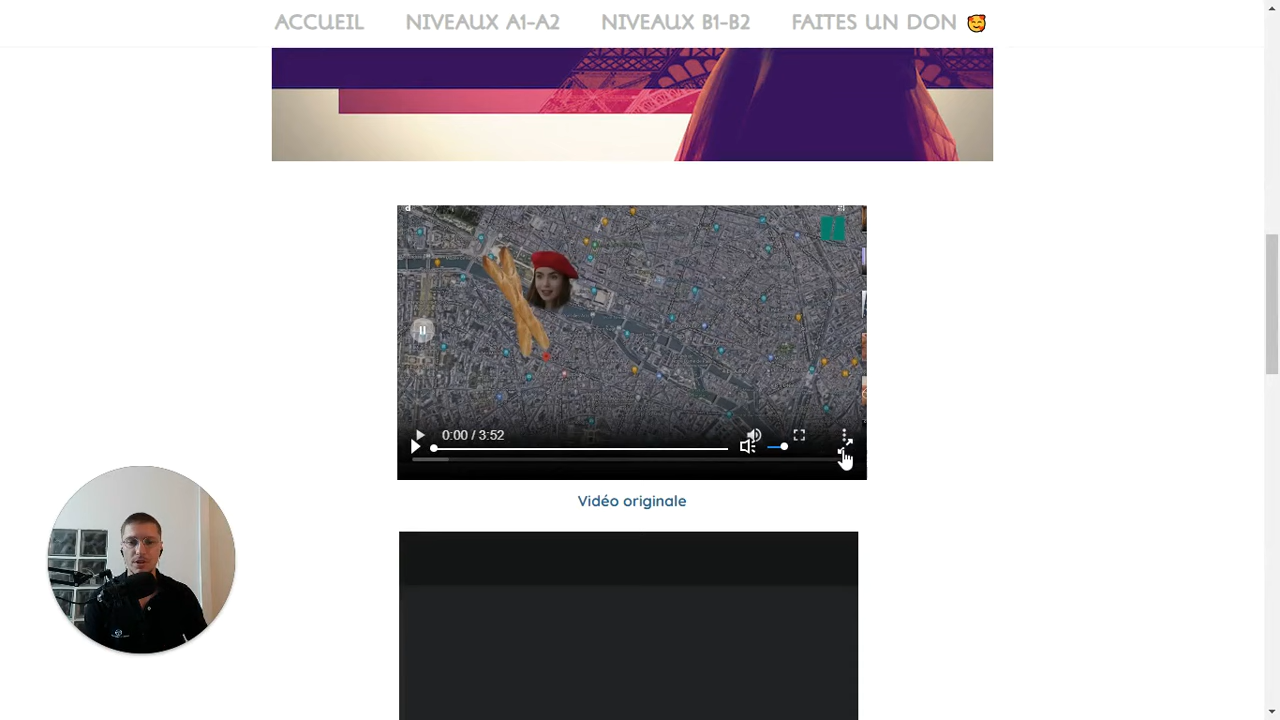 ACCUEIL NIVEAUX A1-A2 NIVEAUX B1-B2 FAITES UN DON 🥰
0:00 / 3:52
Vidéo originale